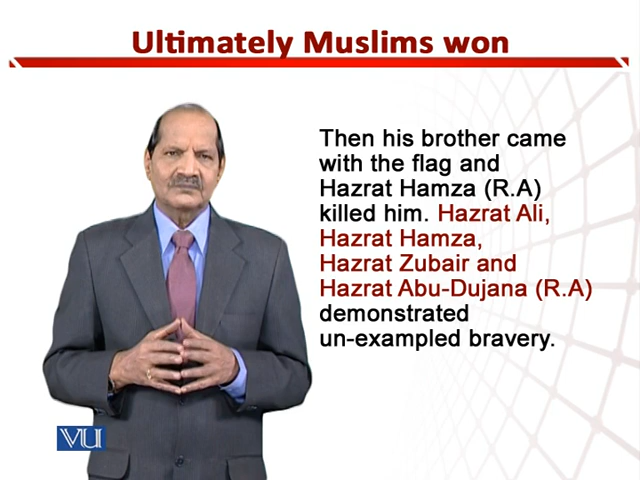 Ultimately Muslims won
Then his brother came
with the flag and
Hazrat Hamza (R.A)
killed him. Hazrat Ali,
Hazrat Hamza,
Hazrat Zubair and
Hazrat Abu-Dujana (R.A)
demonstrated
un-exampled bravery.
VU